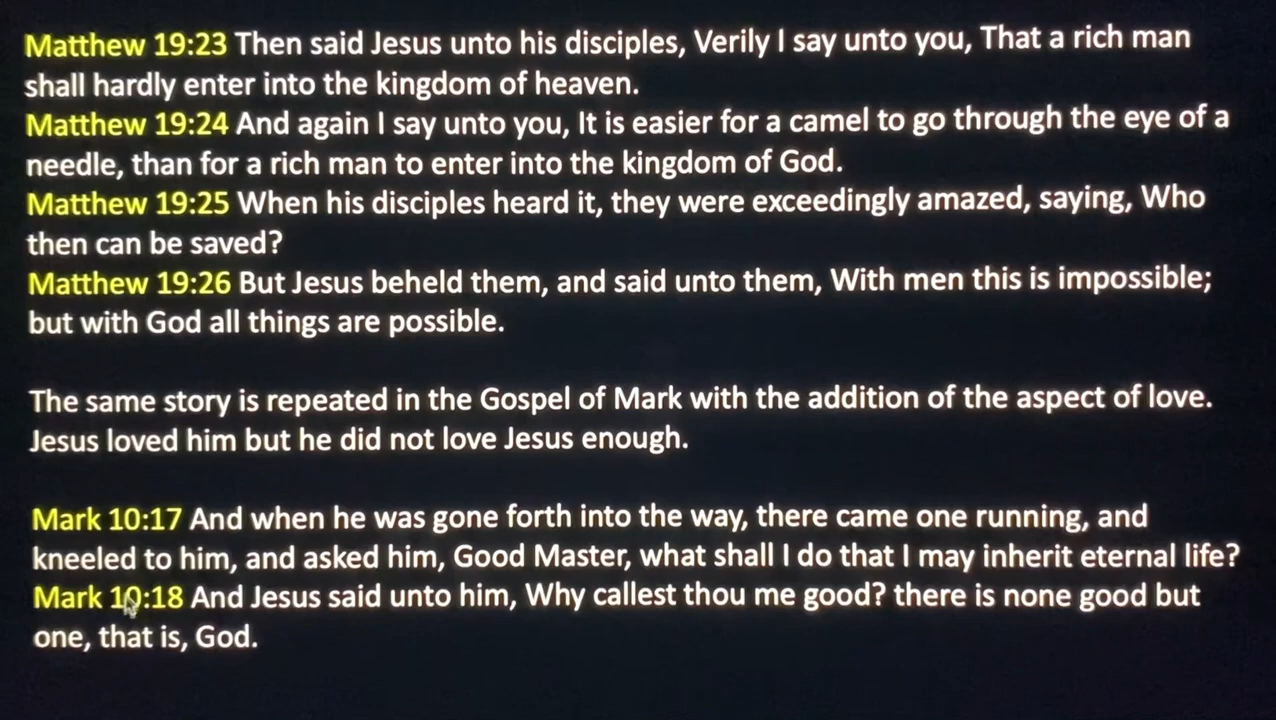 Matthew 19:23 Then said Jesus unto his disciples, Verily I say unto you, That a rich man
shall hardly enter into the kingdom of heaven.
Matthew 19:24 And again I say unto you, It is easier for a camel to go through the eye of a
needle, than for a rich man to enter into the kingdom of God.
Matthew 19:25 When his disciples heard it, they were exceedingly amazed, saying, Who
then can be saved?
Matthew 19:26 But Jesus beheld them, and said unto them, With men this is impossible;
but with God all things are possible.
The same story is repeated in the Gospel of Mark with the addition of the aspect of love.
Jesus loved him but he did not love Jesus enough.
Mark 10:17 And when he was gone forth into the way, there came one running, and
kneeled to him, and asked him, Good Master, what shall I do that I may inherit eternal life?
Mark 10:18 And Jesus said unto him, Why callest thou me good? there is none good but
one, that is, God.